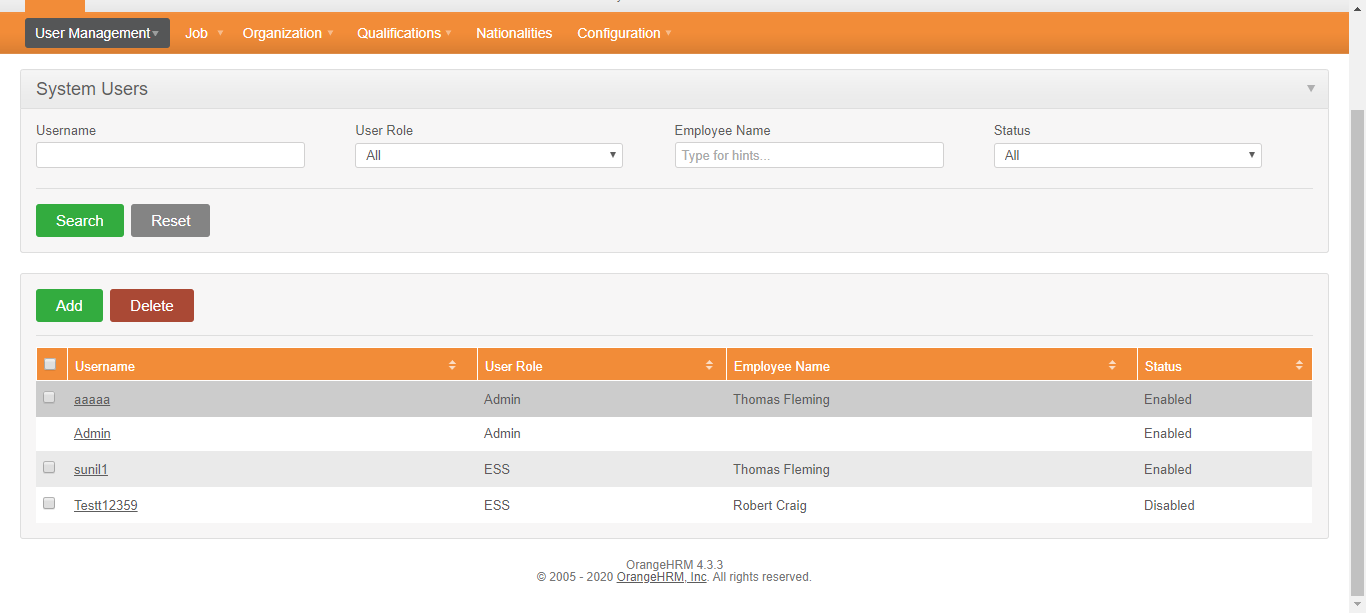 User Management Job Organization Qualifications Nationalities Configuration
System Users
Username User Role Employee Name Status
All Type for hints... All
Search Reset
Add Delete
Username User Role Employee Name Status
aaaaa Admin Thomas Fleming Enabled
Admin Admin Enabled
sunil1 ESS Thomas Fleming Enabled
Testt12359 ESS Robert Craig Disabled
OrangeHRM 4.3.3
© 2005 - 2020 OrangeHRM, Inc. All rights reserved.